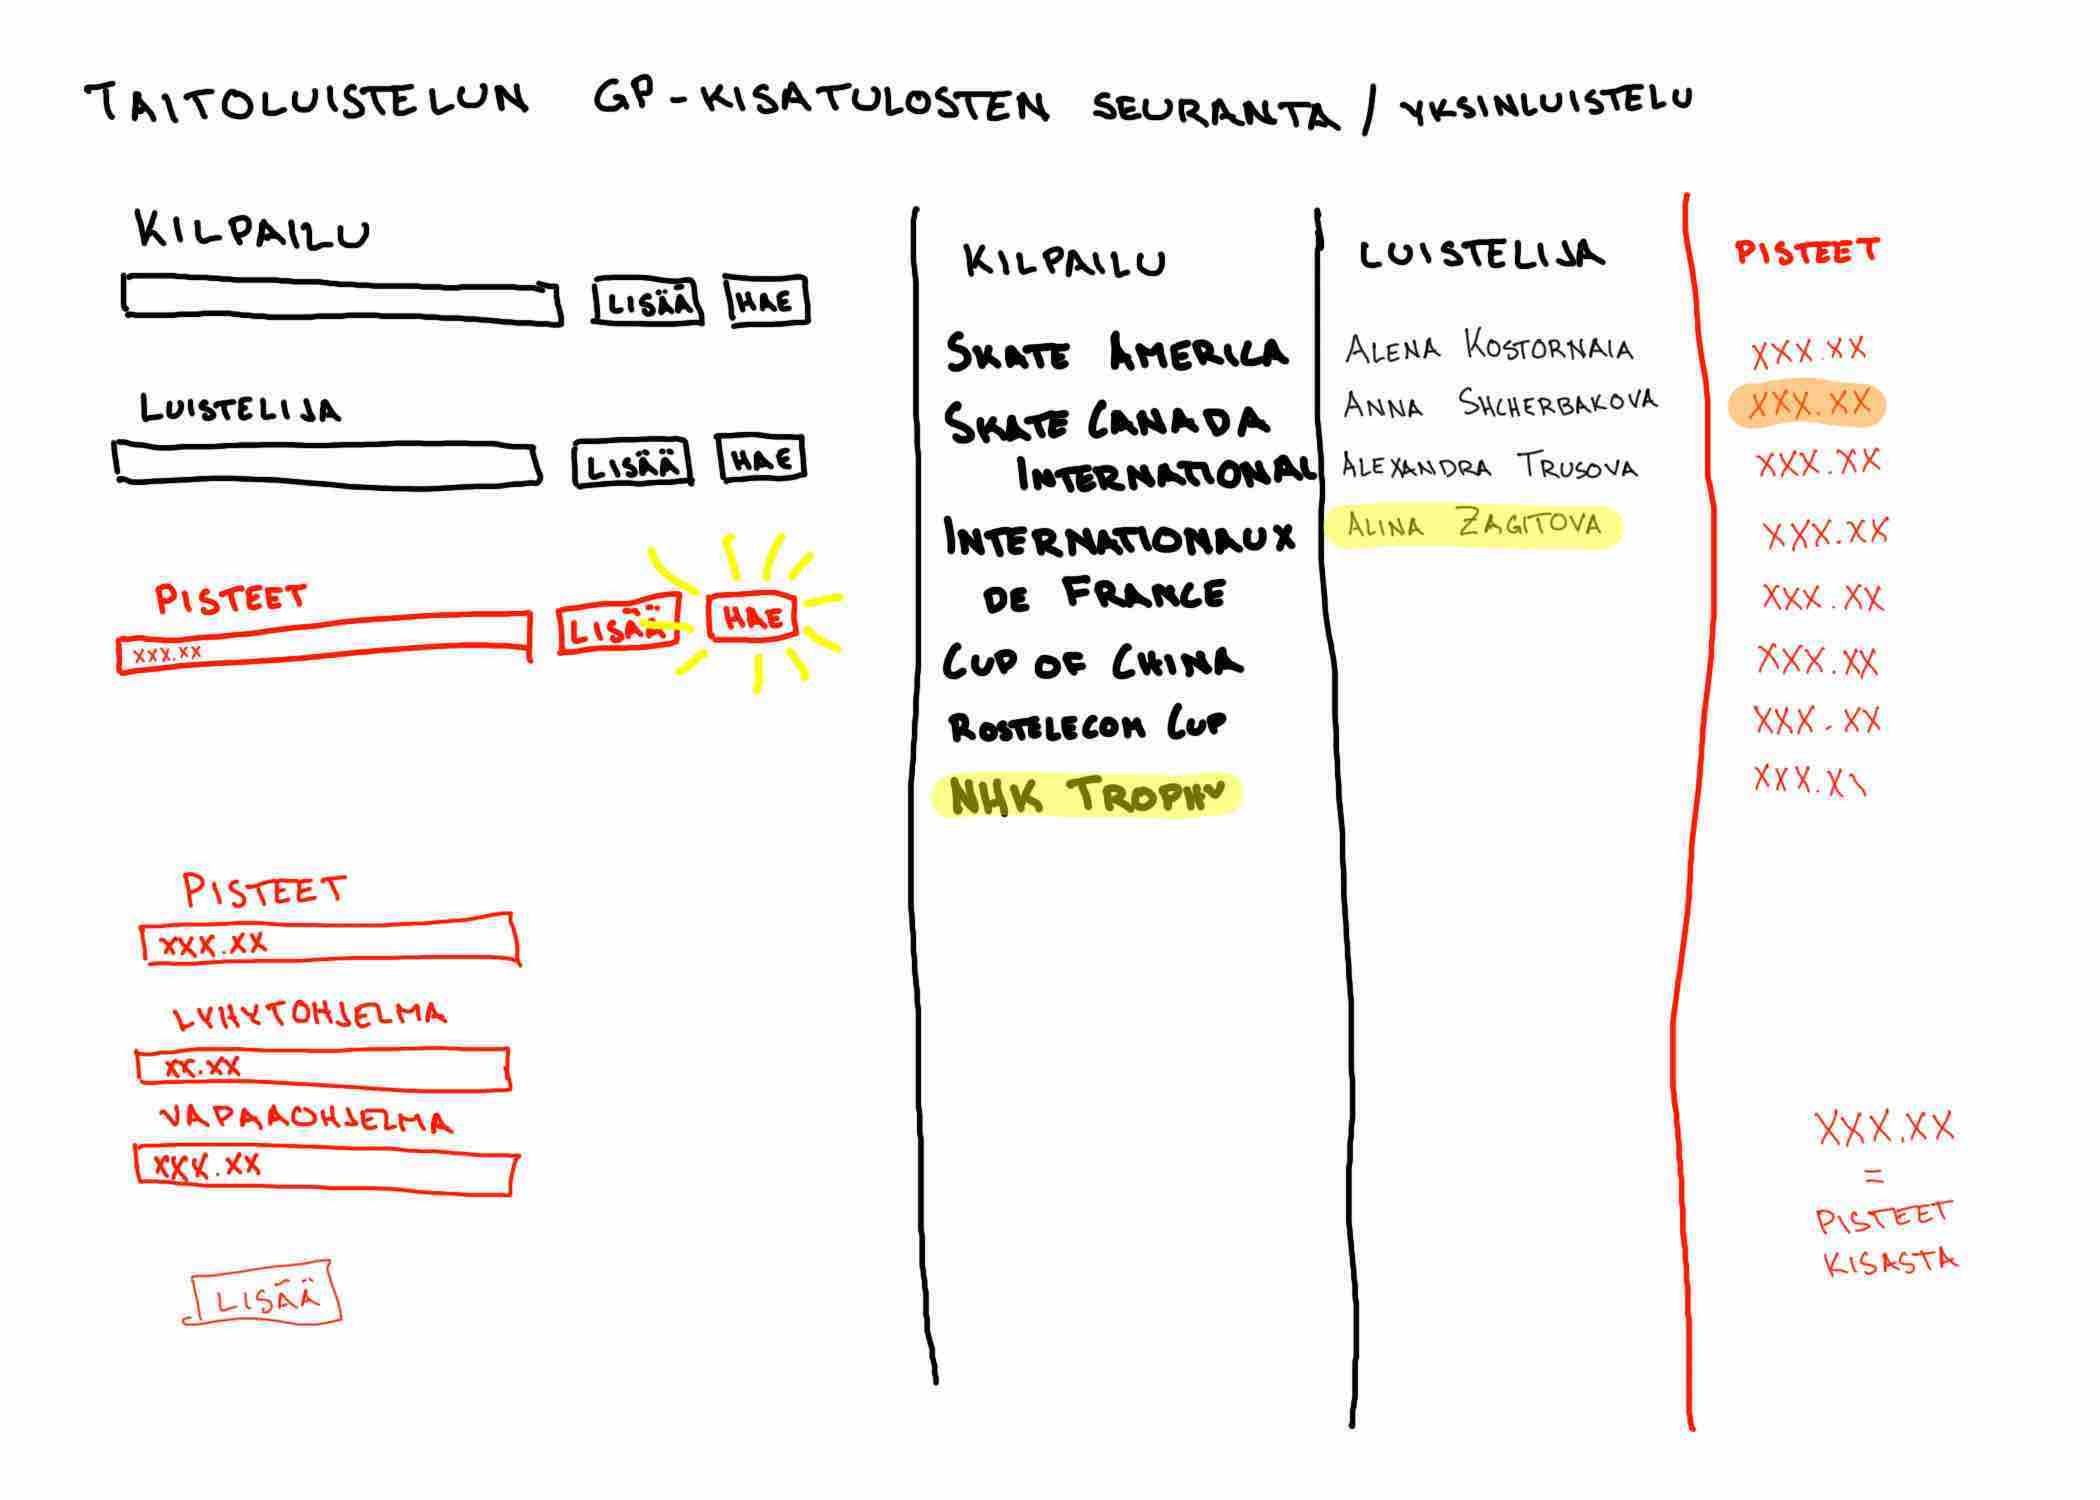 TAITOLUISTELUN GP-KISATULOSTEN SEURANTA / YKSINLUISTELU
KILPAILU
LISÄÄ HAE
LUISTELIJA
LISÄÄ HAE
PISTEET
XXX.XX
LISÄÄ HAE
PISTEET
XXX.XX
LYHYTOHJELMA
XX.XX
VAPAAOHJELMA
XXX.XX
LISÄÄ
KILPAILU
SKATE AMERICA
SKATE CANADA
INTERNATIONAL
INTERNATIONAUX
DE FRANCE
CUP OF CHINA
ROSTELECOM CUP
NHK TROPHY
LUISTELIJA
ALENA KOSTORNAIA
ANNA SHCHERBAKOVA
ALEXANDRA TRUSOVA
ALINA ZAGITOVA
PISTEET
XXX.XX
XXX.XX
XXX.XX
XXX.XX
XXX.XX
XXX.XX
XXX.XX
XXX.XX
XXX.XX
=
PISTEET
KISASTA